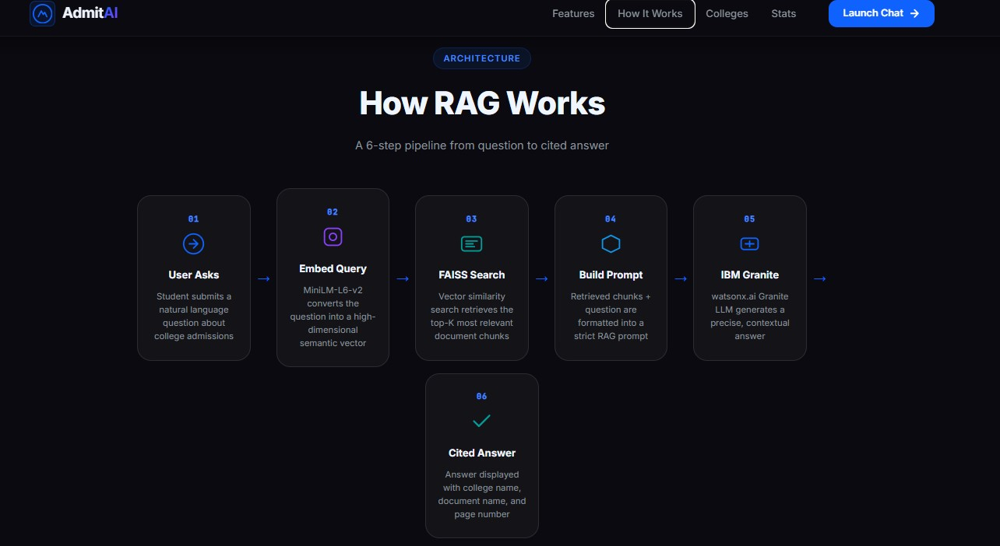 AdmitAI
Features
How It Works
Colleges
Stats
Launch Chat →
ARCHITECTURE
How RAG Works
A 6-step pipeline from question to cited answer
01
User Asks
Student submits a
natural language
question about
college admissions
→
02
Embed Query
MiniLM-L6-v2
converts the
question into a high-
dimensional
semantic vector
→
03
FAISS Search
Vector similarity
search retrieves the
top-K most relevant
document chunks
→
04
Build Prompt
Retrieved chunks +
question are
formatted into a
strict RAG prompt
→
05
IBM Granite
watsonx.ai Granite
LLM generates a
precise, contextual
answer
→
06
Cited Answer
Answer displayed
with college name,
document name, and
page number